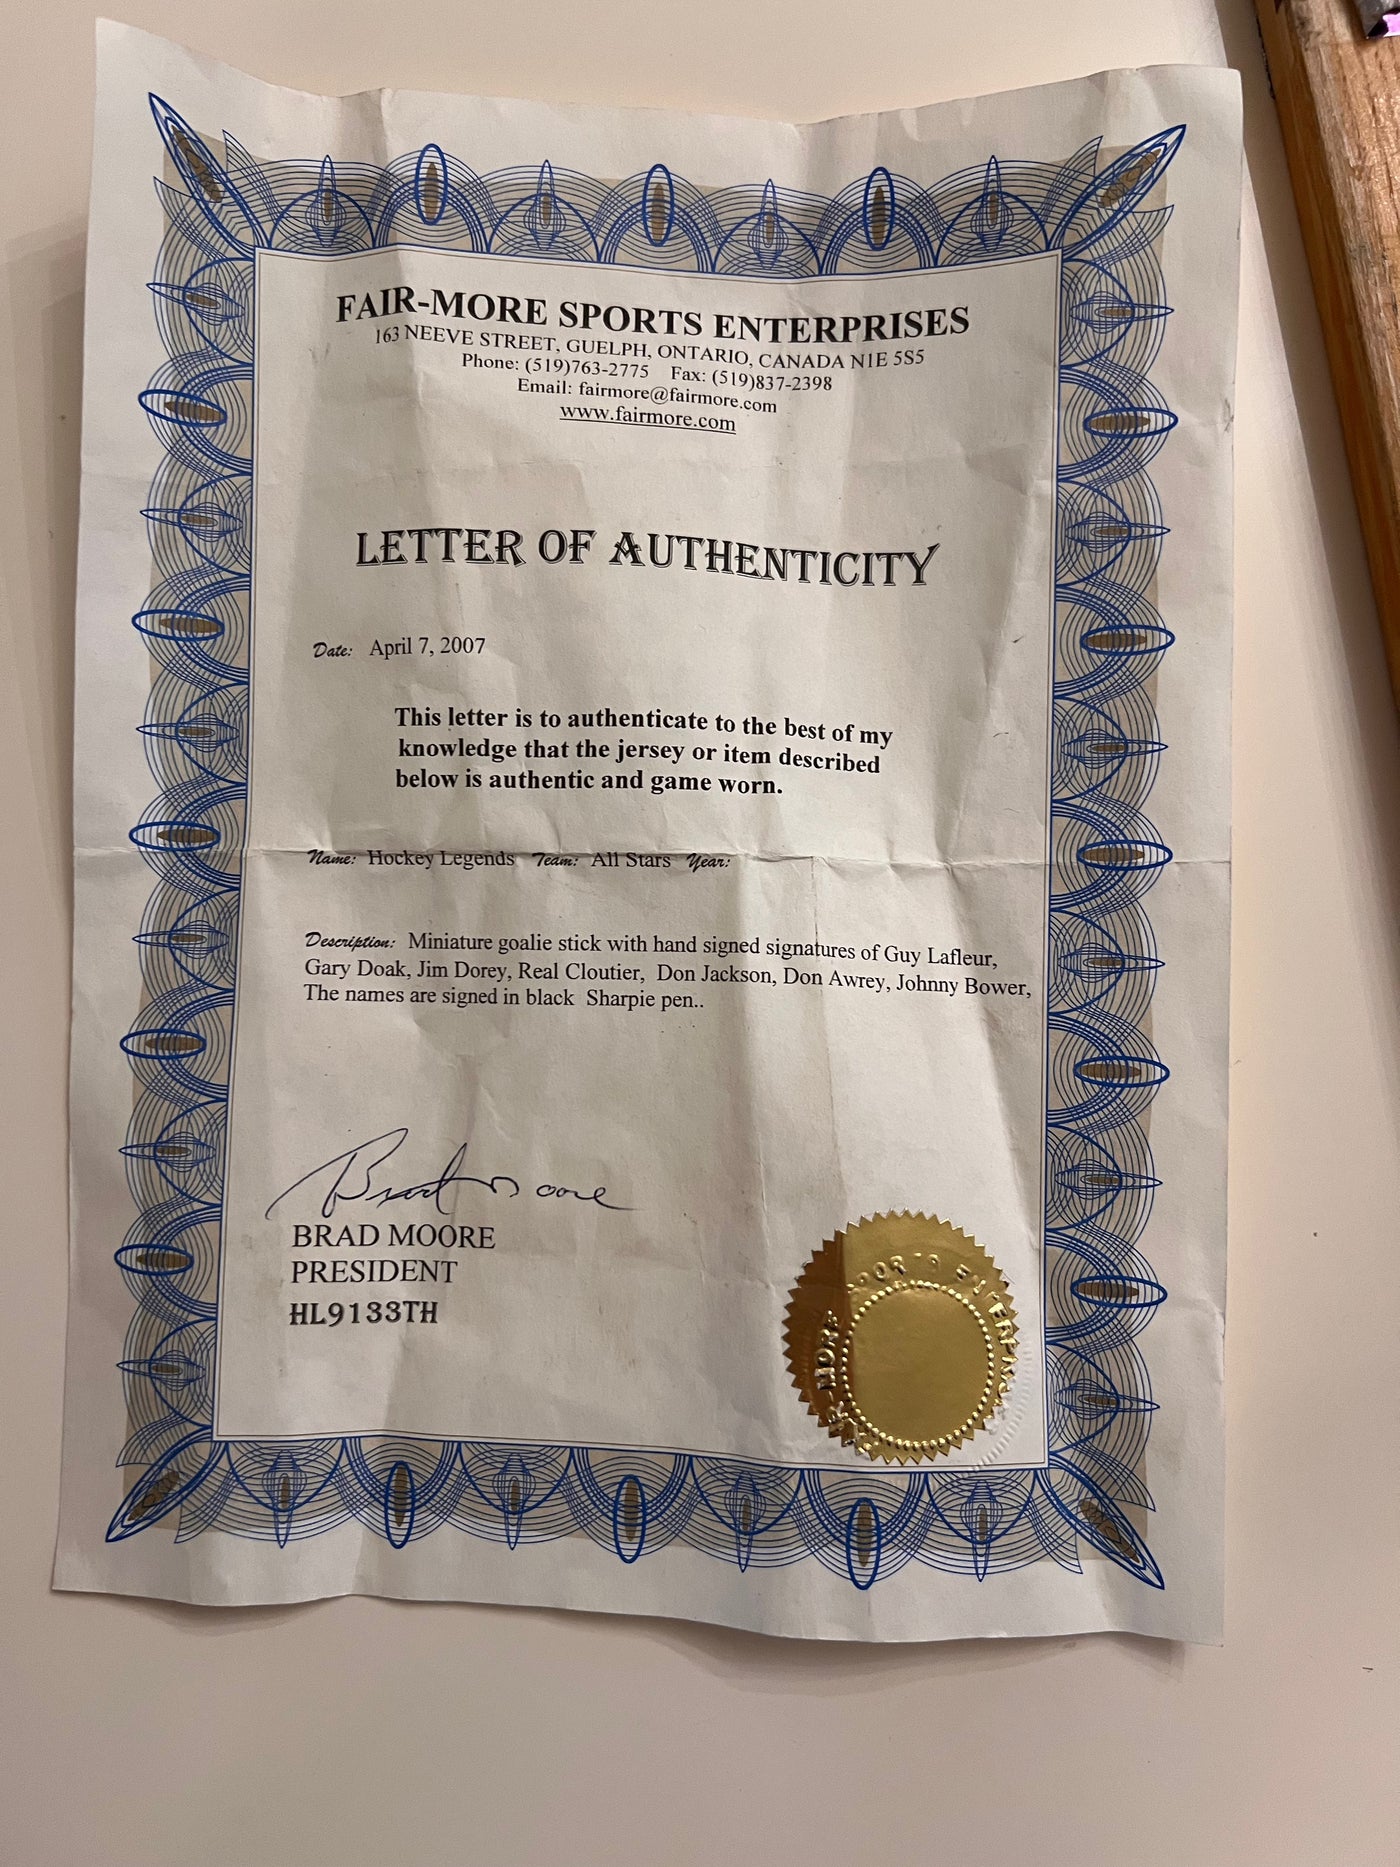 FAIR-MORE SPORTS ENTERPRISES
163 NEEVE STREET, GUELPH, ONTARIO, CANADA N1E 5S5
Phone: (519)763-2775 Fax: (519)837-2398
Email: fairmore@fairmore.com
www.fairmore.com
LETTER OF AUTHENTICITY
Date: April 7, 2007
This letter is to authenticate to the best of my
knowledge that the jersey or item described
below is authentic and game worn.
Name: Hockey Legends Team: All Stars Year:
Description: Miniature goalie stick with hand signed signatures of Guy Lafleur,
Gary Doak, Jim Dorey, Real Cloutier, Don Jackson, Don Awrey, Johnny Bower,
The names are signed in black Sharpie pen..
Brad Moore
BRAD MOORE
PRESIDENT
HL9133TH